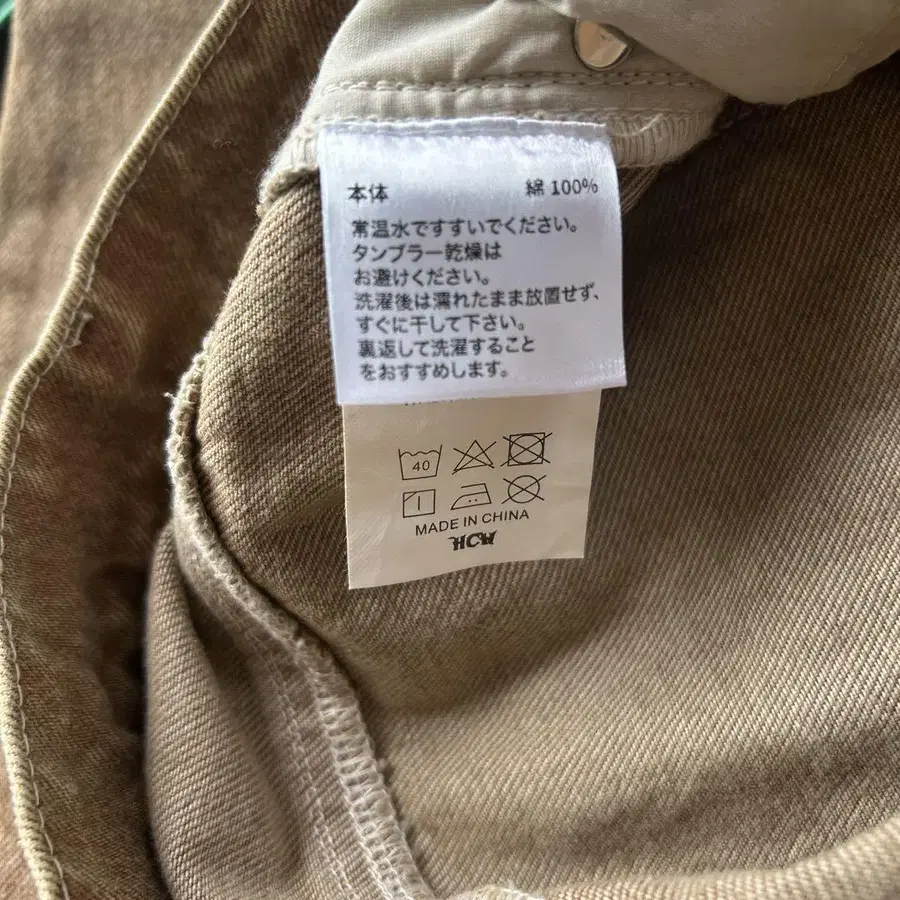 本体 綿 100%
常温水ですすいでください。
タンブラー乾燥は
お避けください。
洗濯後は濡れたまま放置せず、
すぐに干して下さい。
裏返して洗濯すること
をおすすめします。
40
MADE IN CHINA